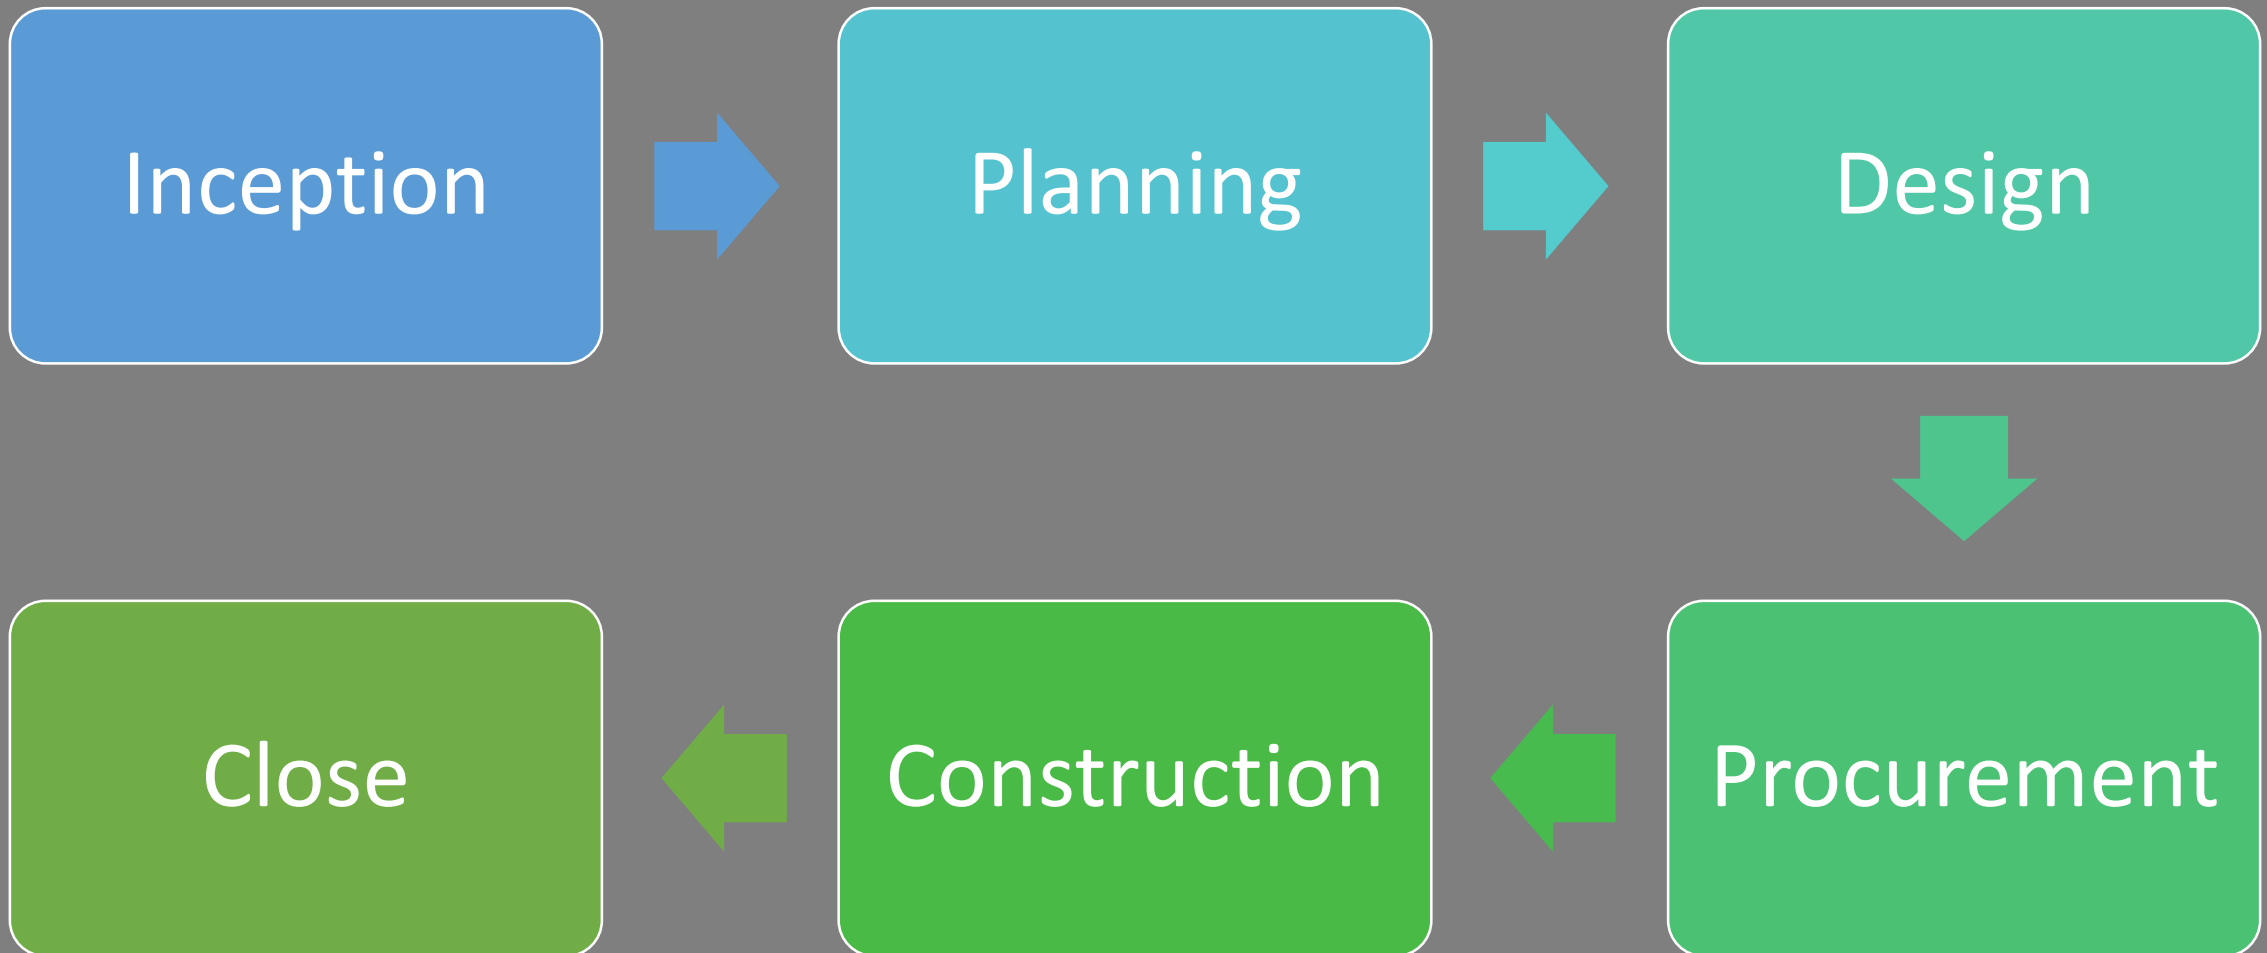 Inception
Planning
Design
Procurement
Construction
Close